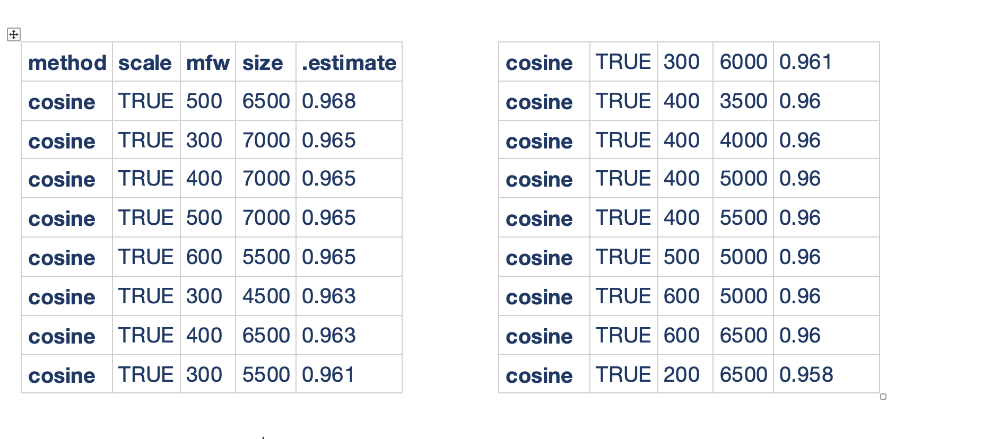 method scale mfw size .estimate
cosine TRUE 500 6500 0.968
cosine TRUE 300 7000 0.965
cosine TRUE 400 7000 0.965
cosine TRUE 500 7000 0.965
cosine TRUE 600 5500 0.965
cosine TRUE 300 4500 0.963
cosine TRUE 400 6500 0.963
cosine TRUE 300 5500 0.961
cosine TRUE 300 6000 0.961
cosine TRUE 400 3500 0.96
cosine TRUE 400 4000 0.96
cosine TRUE 400 5000 0.96
cosine TRUE 400 5500 0.96
cosine TRUE 500 5000 0.96
cosine TRUE 600 5000 0.96
cosine TRUE 600 6500 0.96
cosine TRUE 200 6500 0.958